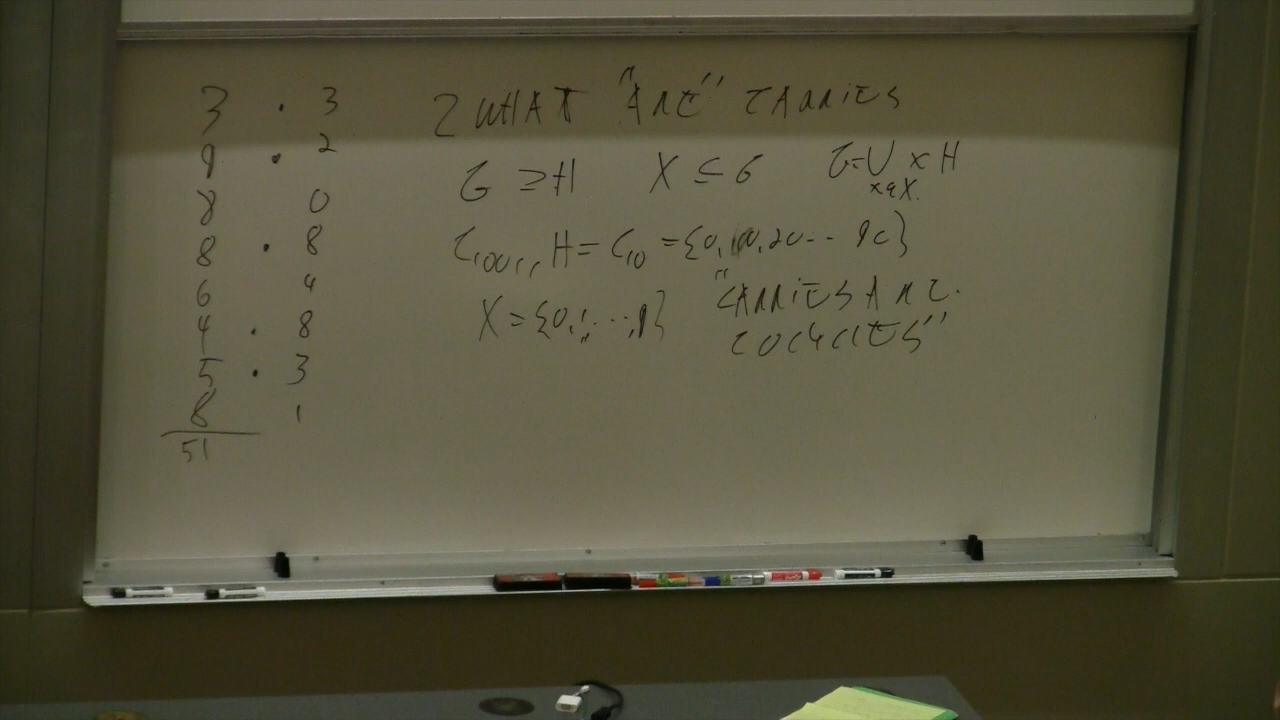 3 . 3
9 . 2
8 0
8 . 8
6 4
4 . 8
5 . 3
8 1
51
2 WHAT "ARE" CARRIES
G ≥ H X ⊆ G G = ∪ x H
x ∈ X.
H = C₁₀ = {0, 10, 20 ... 90}
X = {0, 1, ..., 9} "CARRIES ARE
COCYCLES"